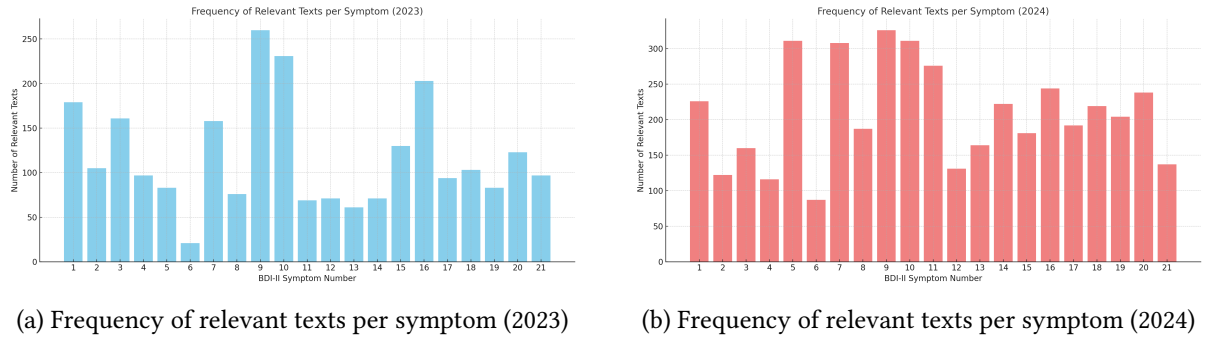 Frequency of Relevant Texts per Symptom (2023)
Number of Relevant Texts
250
200
150
100
50
0
1 2 3 4 5 6 7 8 9 10 11 12 13 14 15 16 17 18 19 20 21
BDI-II Symptom Number
(a) Frequency of relevant texts per symptom (2023)
Frequency of Relevant Texts per Symptom (2024)
Number of Relevant Texts
300
250
200
150
100
50
0
1 2 3 4 5 6 7 8 9 10 11 12 13 14 15 16 17 18 19 20 21
BDI-II Symptom Number
(b) Frequency of relevant texts per symptom (2024)